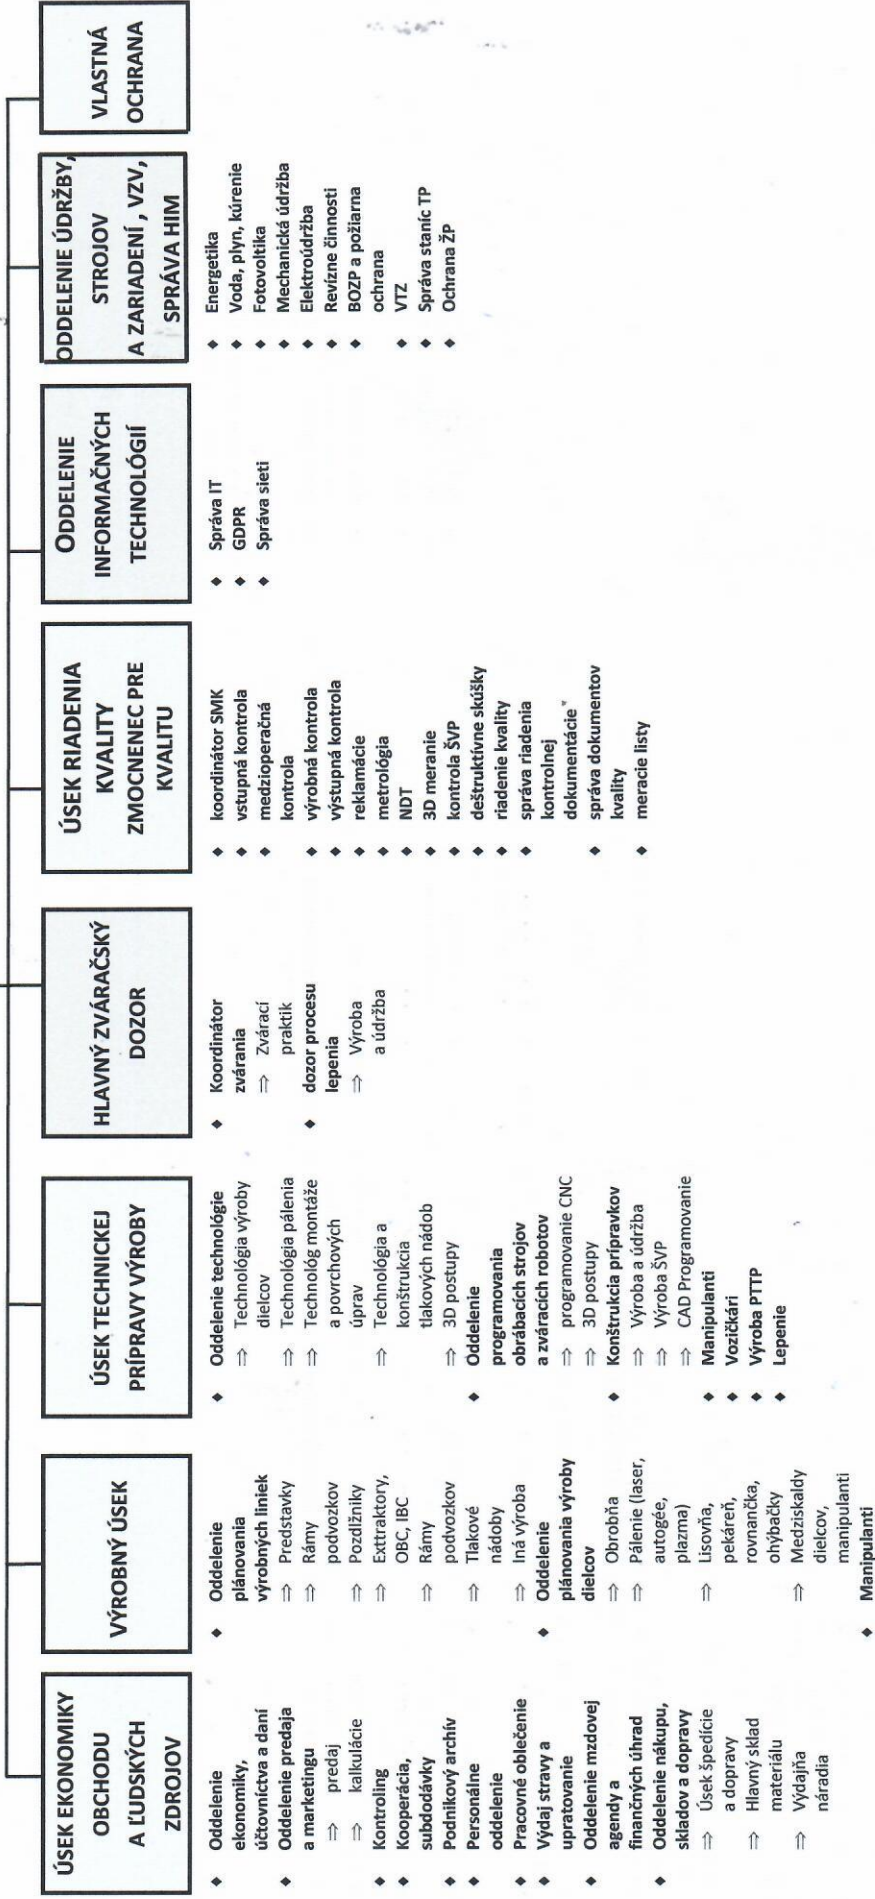 ÚSEK EKONOMIKY
OBCHODU
A ĽUDSKÝCH
ZDROJOV
♦ Oddelenie
ekonomiky,
účtovníctva a daní
♦ Oddelenie predaja
a marketingu
⇒ predaj
⇒ kalkulácie
♦ Kontroling
♦ Kooperácia,
subdodávky
♦ Podnikový archív
♦ Personálne
oddelenie
♦ Pracovné oblečenie
♦ Výdaj stravy a
upratovanie
♦ Oddelenie mzdovej
agendy a
finančných úhrad
♦ Oddelenie nákupu,
skladov a dopravy
⇒ Úsek špedície
a dopravy
⇒ Hlavný sklad
materiálu
⇒ Výdajňa
náradia
VÝROBNÝ ÚSEK
♦ Oddelenie
plánovania
výrobných liniek
⇒ Predstavky
⇒ Rámy
podvozkov
⇒ Pozdĺžniky
⇒ Exttraktory,
OBC, IBC
⇒ Rámy
podvozkov
⇒ Tlakové
nádoby
⇒ Iná výroba
♦ Oddelenie
plánovania výroby
dielcov
⇒ Obrobňa
⇒ Pálenie (laser,
autogée,
plazma)
⇒ Lisovňa,
pekáreň,
rovnančka,
ohýbačky
⇒ Medziskaldy
dielcov,
manipulanti
♦ Manipulanti
ÚSEK TECHNICKEJ
PRÍPRAVY VÝROBY
♦ Oddelenie technológie
⇒ Technológia výroby
dielcov
⇒ Technológia pálenia
⇒ Technológ montáže
a povrchových
úprav
⇒ Technológia a
konštrukcia
tlakových nádob
⇒ 3D postupy
♦ Oddelenie
programovania
obrábacích strojov
a zváracích robotov
⇒ programovanie CNC
⇒ 3D postupy
♦ Konštrukcia prípravkov
⇒ Výroba a údržba
⇒ Výroba ŠVP
⇒ CAD Programovanie
♦ Manipulanti
♦ Vozičkári
♦ Výroba PTTP
♦ Lepenie
HLAVNÝ ZVÁRAČSKÝ
DOZOR
♦ Koordinátor
zvárania
⇒ Zvárací
praktik
♦ dozor procesu
lepenia
⇒ Výroba
a údržba
ÚSEK RIADENIA
KVALITY
ZMOCNENEC PRE
KVALITU
♦ koordinátor SMK
♦ vstupná kontrola
♦ medzioperačná
kontrola
♦ výrobná kontrola
♦ výstupná kontrola
♦ reklamácie
♦ metrológia
♦ NDT
♦ 3D meranie
♦ kontrola ŠVP
♦ deštruktívne skúšky
♦ riadenie kvality
♦ správa riadenia
kontrolnej
dokumentácie
♦ správa dokumentov
kvality
♦ meracie listy
ODDELENIE
INFORMAČNÝCH
TECHNOLÓGIÍ
♦ Správa IT
♦ GDPR
♦ Správa sieti
ODDELENIE ÚDRŽBY,
STROJOV
A ZARIADENÍ , VZV,
SPRÁVA HIM
♦ Energetika
♦ Voda, plyn, kúrenie
♦ Fotovoltika
♦ Mechanická údržba
♦ Elektroúdržba
♦ Revízne činnosti
♦ BOZP a požiarna
ochrana
♦ VTZ
♦ Správa staníc TP
♦ Ochrana ŽP
VLASTNÁ
OCHRANA